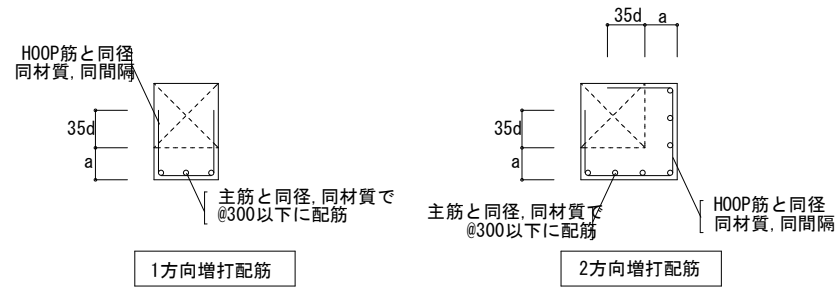 HOOP筋と同径
同材質,同間隔
35d
a
主筋と同径,同材質で
@300以下に配筋
1方向増打配筋
35d
a
35d
a
主筋と同径,同材質で
@300以下に配筋
HOOP筋と同径
同材質,同間隔
2方向増打配筋